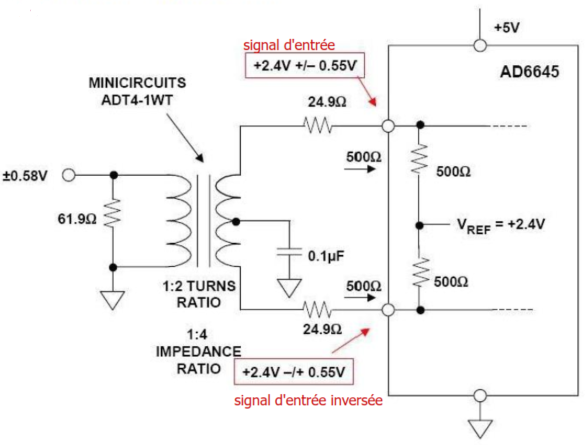 +5V
signal d'entrée
+2.4V +/– 0.55V
AD6645
MINICIRCUITS
ADT4-1WT
24.9Ω
±0.58V
500Ω
500Ω
61.9Ω
VREF = +2.4V
0.1µF
1:2 TURNS
RATIO
500Ω
500Ω
24.9Ω
1:4
IMPEDANCE
RATIO
+2.4V –/+ 0.55V
signal d'entrée inversée